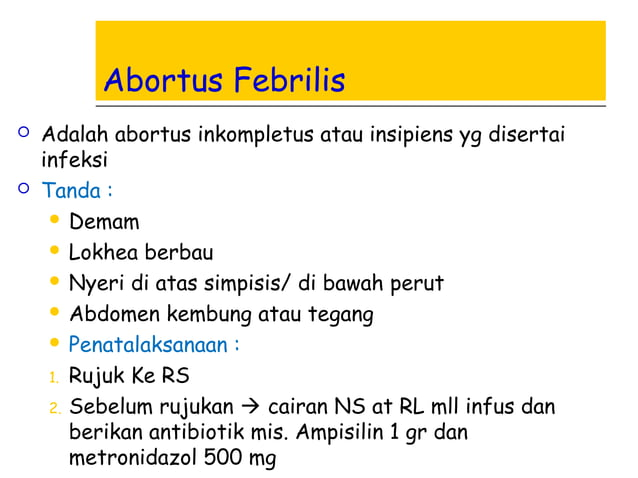 Abortus Febrilis
Adalah abortus inkompletus atau insipiens yg disertai
infeksi
Tanda :
Demam
Lokhea berbau
Nyeri di atas simpisis/ di bawah perut
Abdomen kembung atau tegang
Penatalaksanaan :
1. Rujuk Ke RS
2. Sebelum rujukan → cairan NS at RL mll infus dan
berikan antibiotik mis. Ampisilin 1 gr dan
metronidazol 500 mg